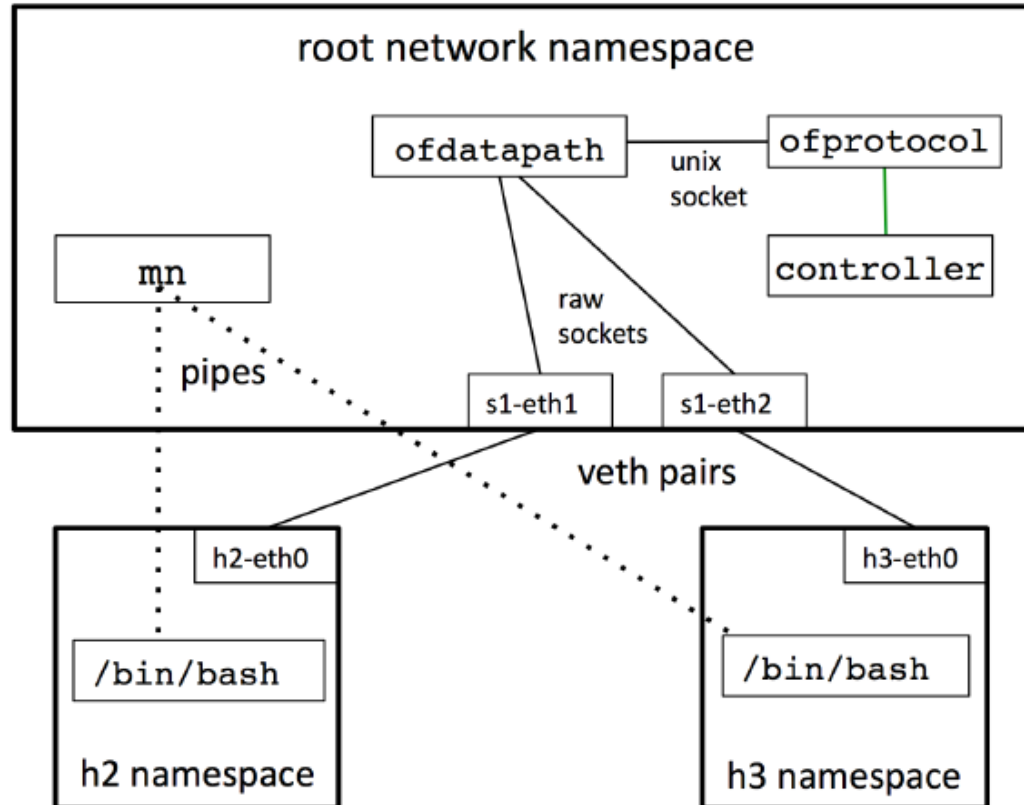 root network namespace
ofdatapath
unix
socket
ofprotocol
controller
mn
raw
sockets
pipes
s1-eth1
s1-eth2
veth pairs
h2-eth0
h3-eth0
/bin/bash
/bin/bash
h2 namespace
h3 namespace